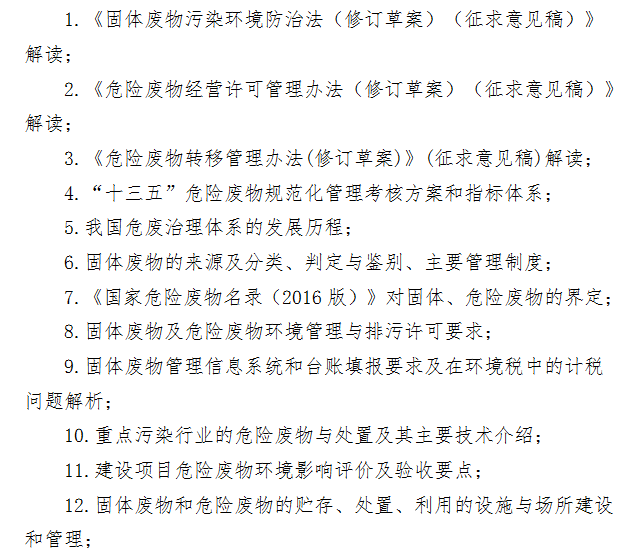 1.《固体废物污染环境防治法（修订草案）（征求意见稿）》
解读；
2.《危险废物经营许可管理办法（修订草案）（征求意见稿）》
解读；
3.《危险废物转移管理办法(修订草案)》(征求意见稿)解读；
4.“十三五”危险废物规范化管理考核方案和指标体系；
5.我国危废治理体系的发展历程；
6.固体废物的来源及分类、判定与鉴别、主要管理制度；
7.《国家危险废物名录（2016 版）》对固体、危险废物的界定；
8.固体废物及危险废物环境管理与排污许可要求；
9.固体废物管理信息系统和台账填报要求及在环境税中的计税
问题解析；
10.重点污染行业的危险废物与处置及其主要技术介绍；
11.建设项目危险废物环境影响评价及验收要点；
12.固体废物和危险废物的贮存、处置、利用的设施与场所建设
和管理；